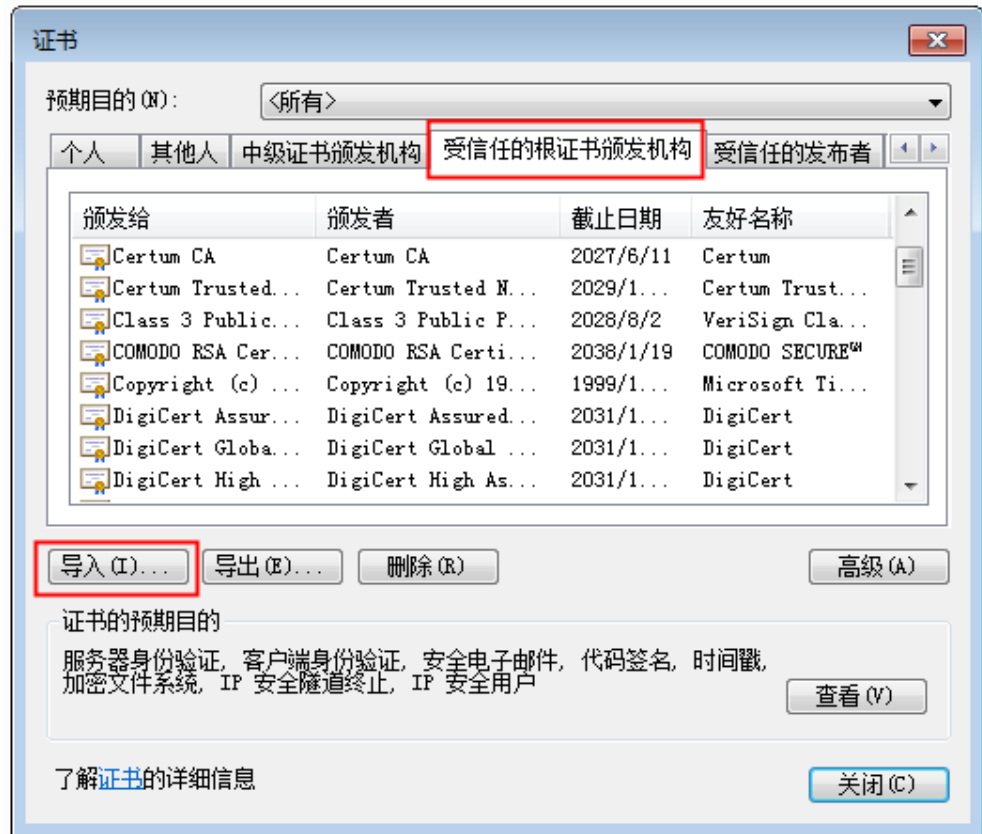 证书
预期目的(N): <所有>
个人 其他人 中级证书颁发机构 受信任的根证书颁发机构 受信任的发布者
颁发给 颁发者 截止日期 友好名称
Certum CA Certum CA 2027/6/11 Certum
Certum Trusted... Certum Trusted N... 2029/1... Certum Trust...
Class 3 Public... Class 3 Public P... 2028/8/2 VeriSign Cla...
COMODO RSA Cer... COMODO RSA Certi... 2038/1/19 COMODO SECURE℠
Copyright (c) ... Copyright (c) 19... 1999/1... Microsoft Ti...
DigiCert Assur... DigiCert Assured... 2031/1... DigiCert
DigiCert Globa... DigiCert Global ... 2031/1... DigiCert
DigiCert High ... DigiCert High As... 2031/1... DigiCert
导入(I)... 导出(E)... 删除(R) 高级(A)
证书的预期目的
服务器身份验证, 客户端身份验证, 安全电子邮件, 代码签名, 时间戳,
加密文件系统, IP 安全隧道终止, IP 安全用户
查看(V)
了解证书的详细信息
关闭(C)